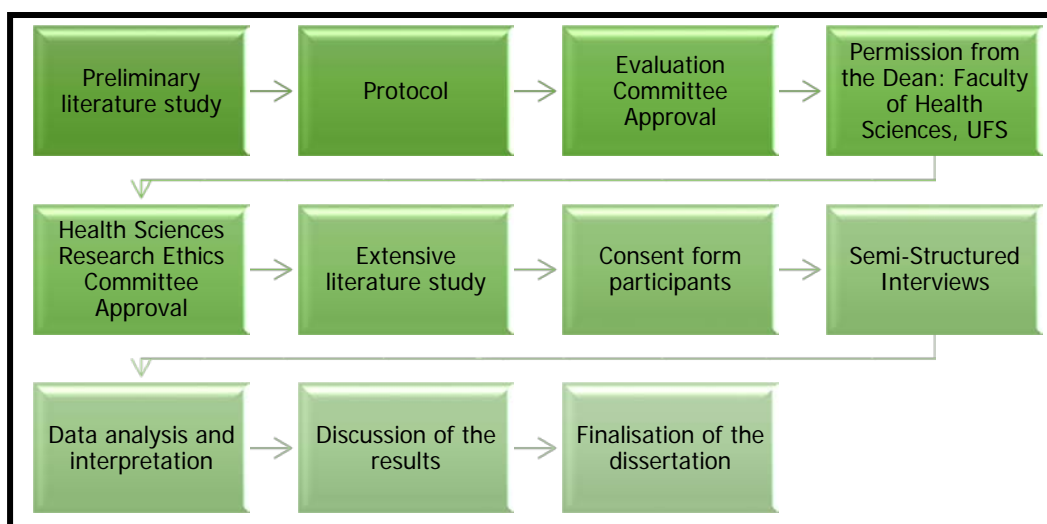 Preliminary
literature study
Protocol
Evaluation
Committee
Approval
Permission from
the Dean: Faculty
of Health
Sciences, UFS
Health Sciences
Research Ethics
Committee
Approval
Extensive
literature study
Consent form
participants
Semi-Structured
Interviews
Data analysis and
interpretation
Discussion of the
results
Finalisation of the
dissertation